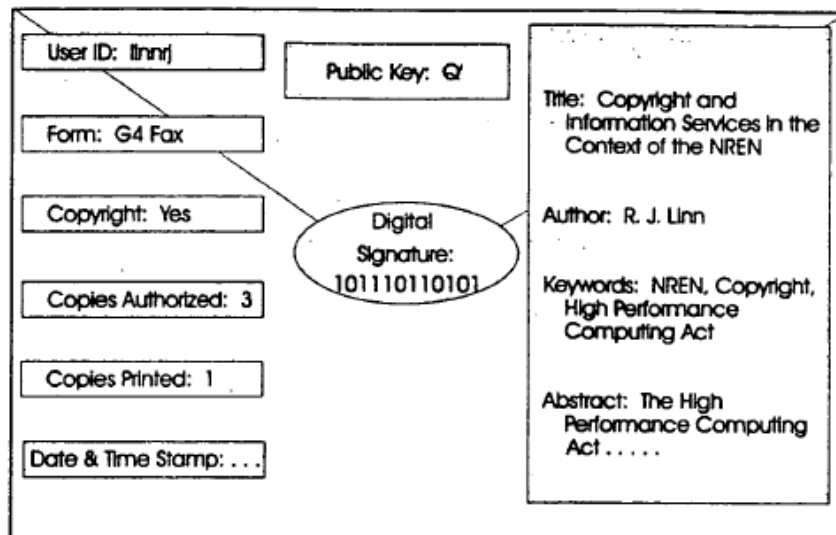 User ID: linnrj
Form: G4 Fax
Copyright: Yes
Copies Authorized: 3
Copies Printed: 1
Date & Time Stamp: . . .
Public Key: Q'
Digital
Signature:
101110110101
Title: Copyright and
Information Services in the
Context of the NREN
Author: R. J. Linn
Keywords: NREN, Copyright,
High Performance
Computing Act
Abstract: The High
Performance Computing
Act . . . . .